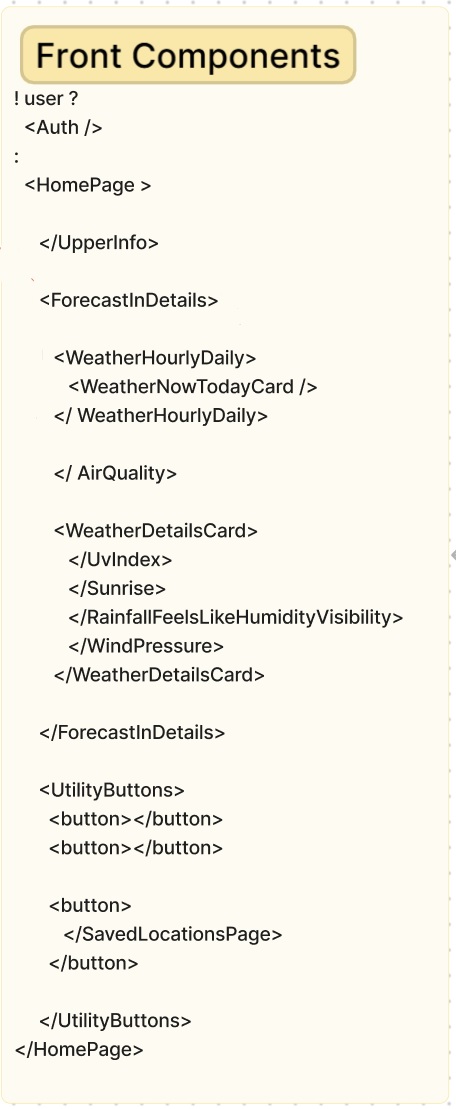 Front Components
! user ?
<Auth />
:
<HomePage >
</UpperInfo>
<ForecastInDetails>
<WeatherHourlyDaily>
<WeatherNowTodayCard />
</ WeatherHourlyDaily>
</ AirQuality>
<WeatherDetailsCard>
</UvIndex>
</Sunrise>
</RainfallFeelsLikeHumidityVisibility>
</WindPressure>
</WeatherDetailsCard>
</ForecastInDetails>
<UtilityButtons>
<button></button>
<button></button>
<button>
</SavedLocationsPage>
</button>
</UtilityButtons>
</HomePage>